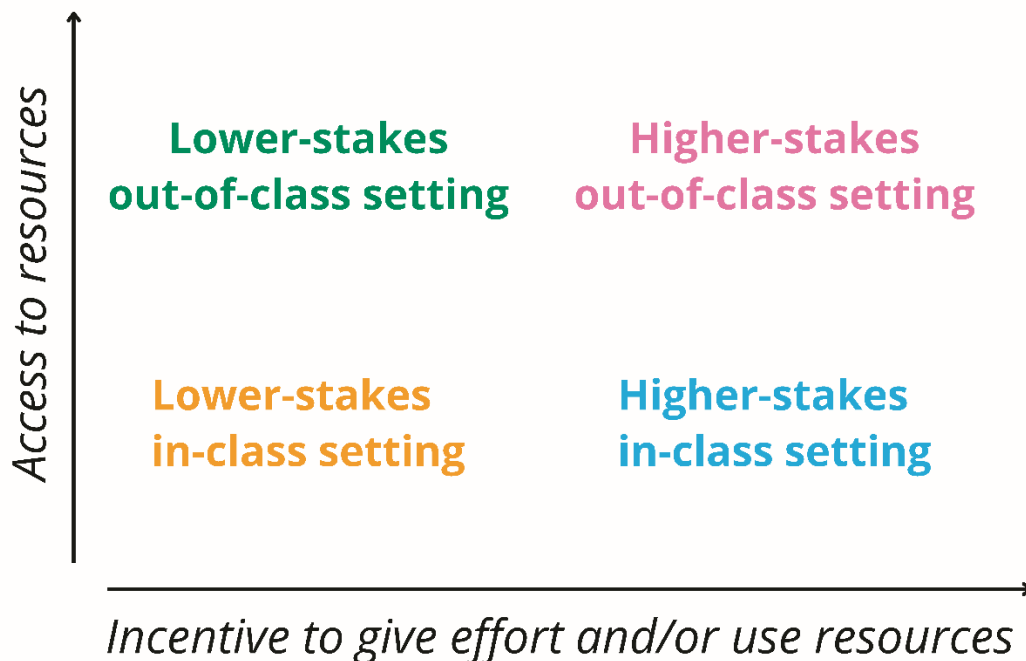 Access to resources
Lower-stakes
out-of-class setting
Higher-stakes
out-of-class setting
Lower-stakes
in-class setting
Higher-stakes
in-class setting
Incentive to give effort and/or use resources